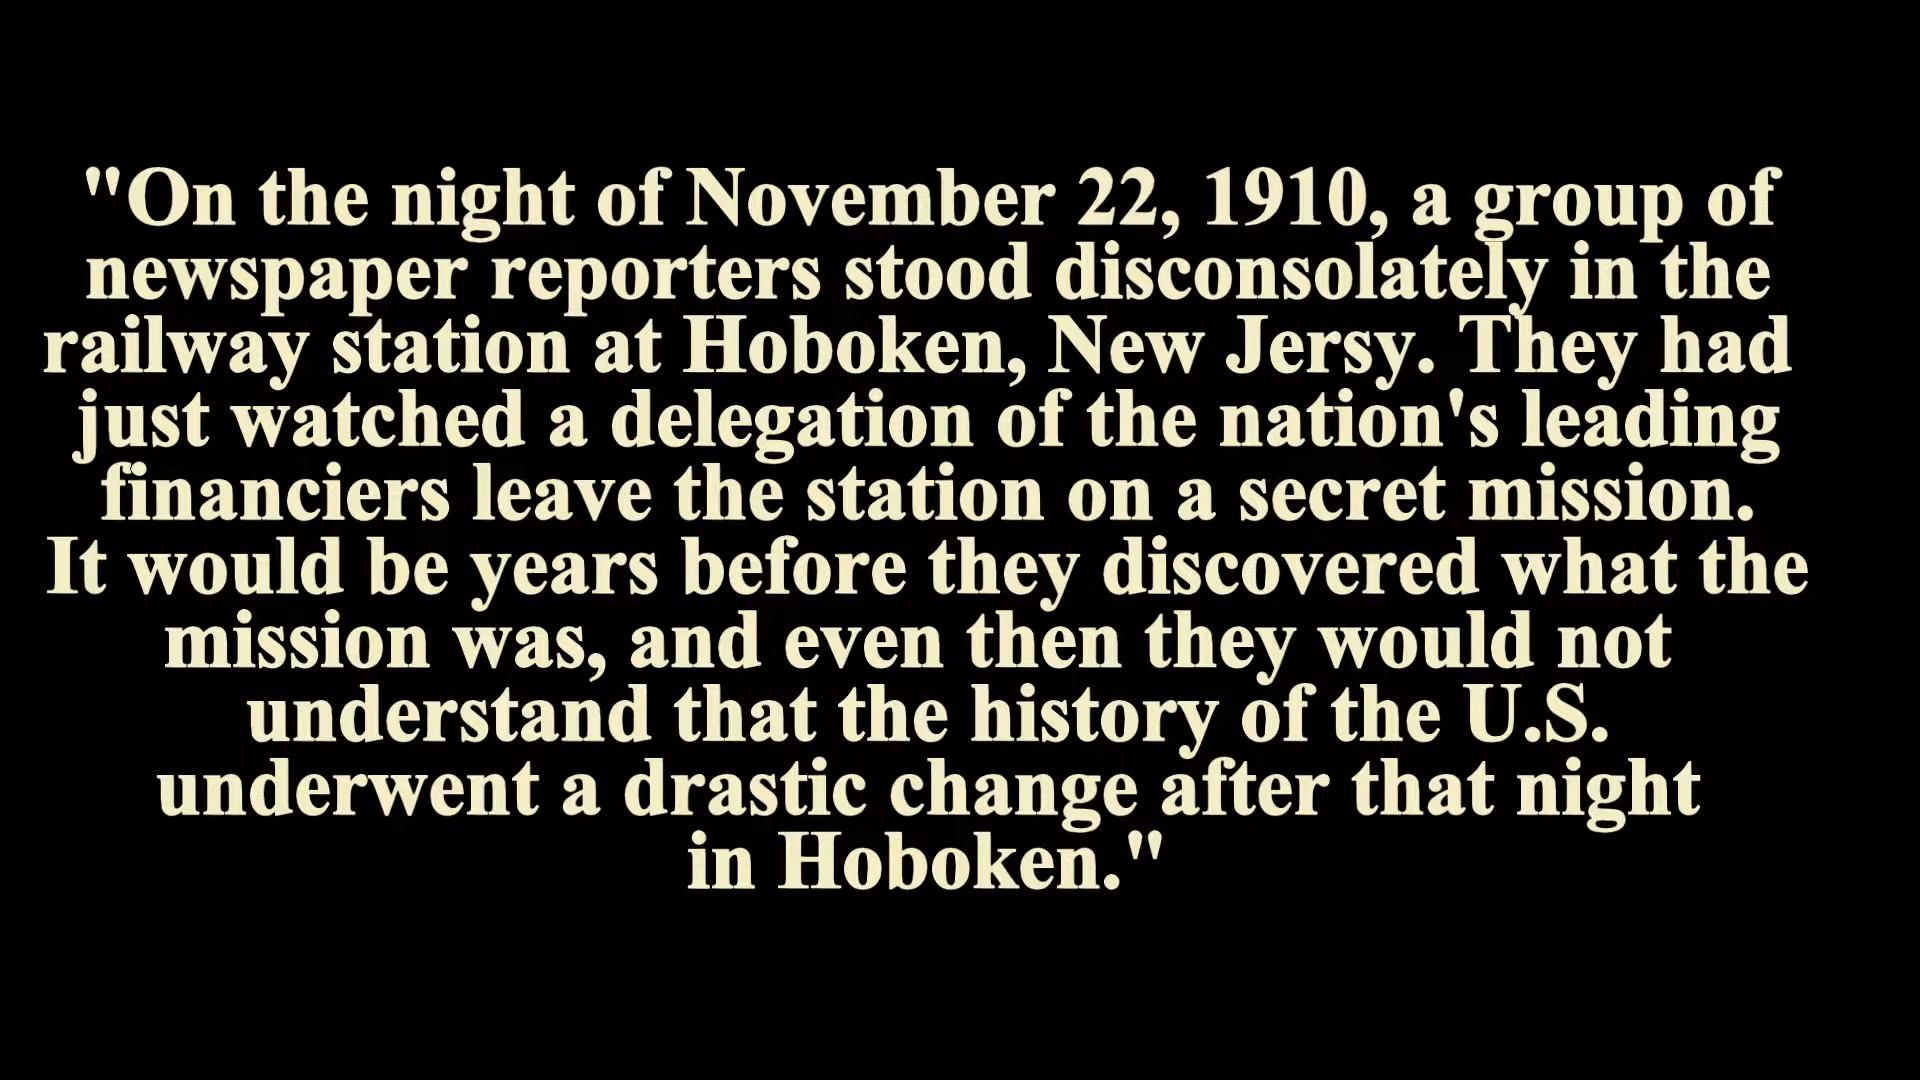 "On the night of November 22, 1910, a group of
newspaper reporters stood disconsolately in the
railway station at Hoboken, New Jersy. They had
just watched a delegation of the nation's leading
financiers leave the station on a secret mission.
It would be years before they discovered what the
mission was, and even then they would not
understand that the history of the U.S.
underwent a drastic change after that night
in Hoboken."